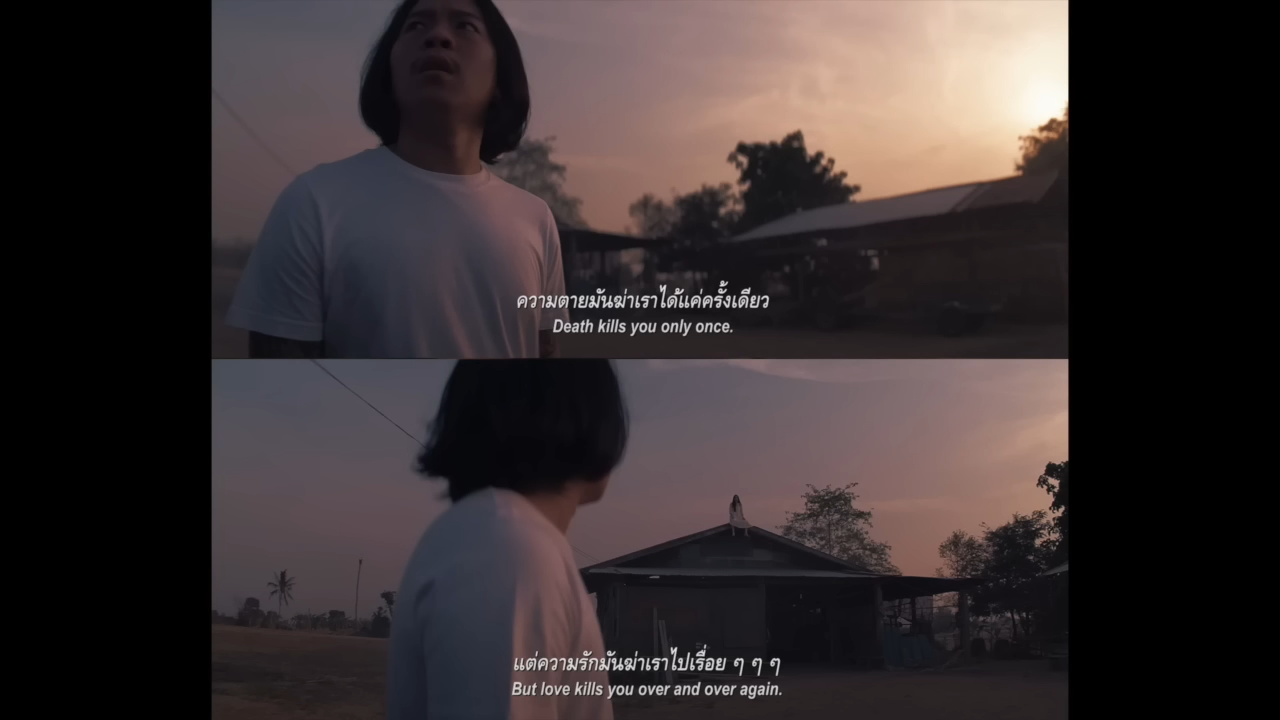 ความตายมันฆ่าเราได้แค่ครั้งเดียว
Death kills you only once.
แต่ความรักมันฆ่าเราไปเรื่อย ๆ ๆ ๆ
But love kills you over and over again.